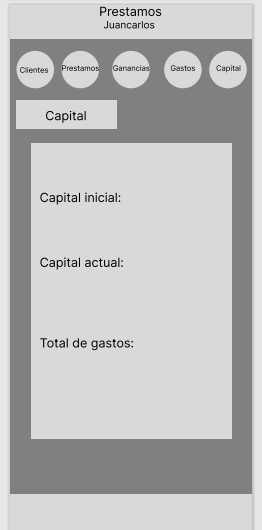 Prestamos
Juancarlos
Clientes Prestamos Ganancias Gastos Capital
Capital
Capital inicial:
Capital actual:
Total de gastos: